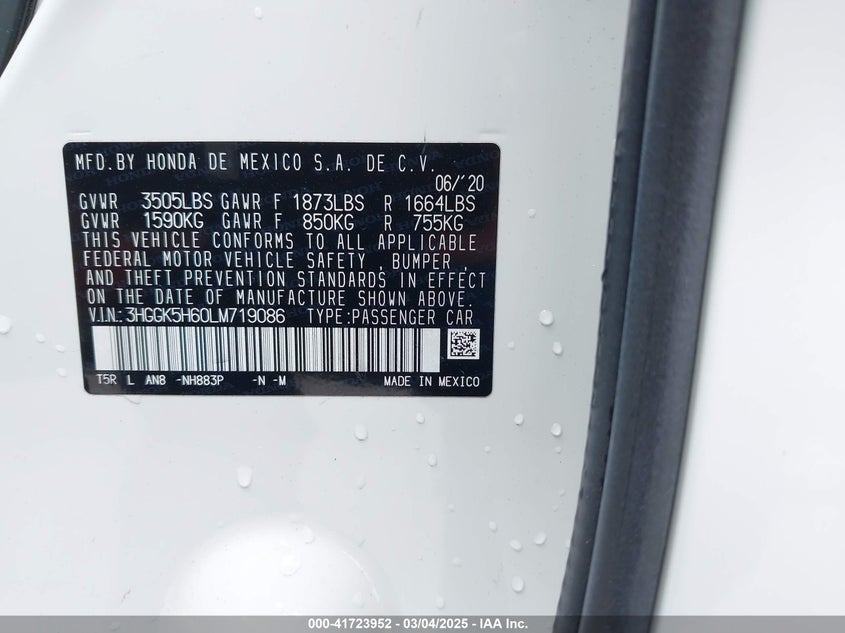 MFD.BY HONDA DE MEXICO S.A. DE C.V.
06/'20
GVWR 3505LBS GAWR F 1873LBS R 1664LBS
GVWR 1590KG GAWR F 850KG R 755KG
THIS VEHICLE CONFORMS TO ALL APPLICABLE
FEDERAL MOTOR VEHICLE SAFETY ,BUMPER ,
AND THEFT PREVENTION STANDARDS IN EFFECT
ON THE DATE OF MANUFACTURE SHOWN ABOVE.
V.I.N.:3HGGK5H60LM719086 TYPE:PASSENGER CAR
T5R L AN8 -NH883P -N -M MADE IN MEXICO
000-41723952 - 03/04/2025 - IAA Inc.